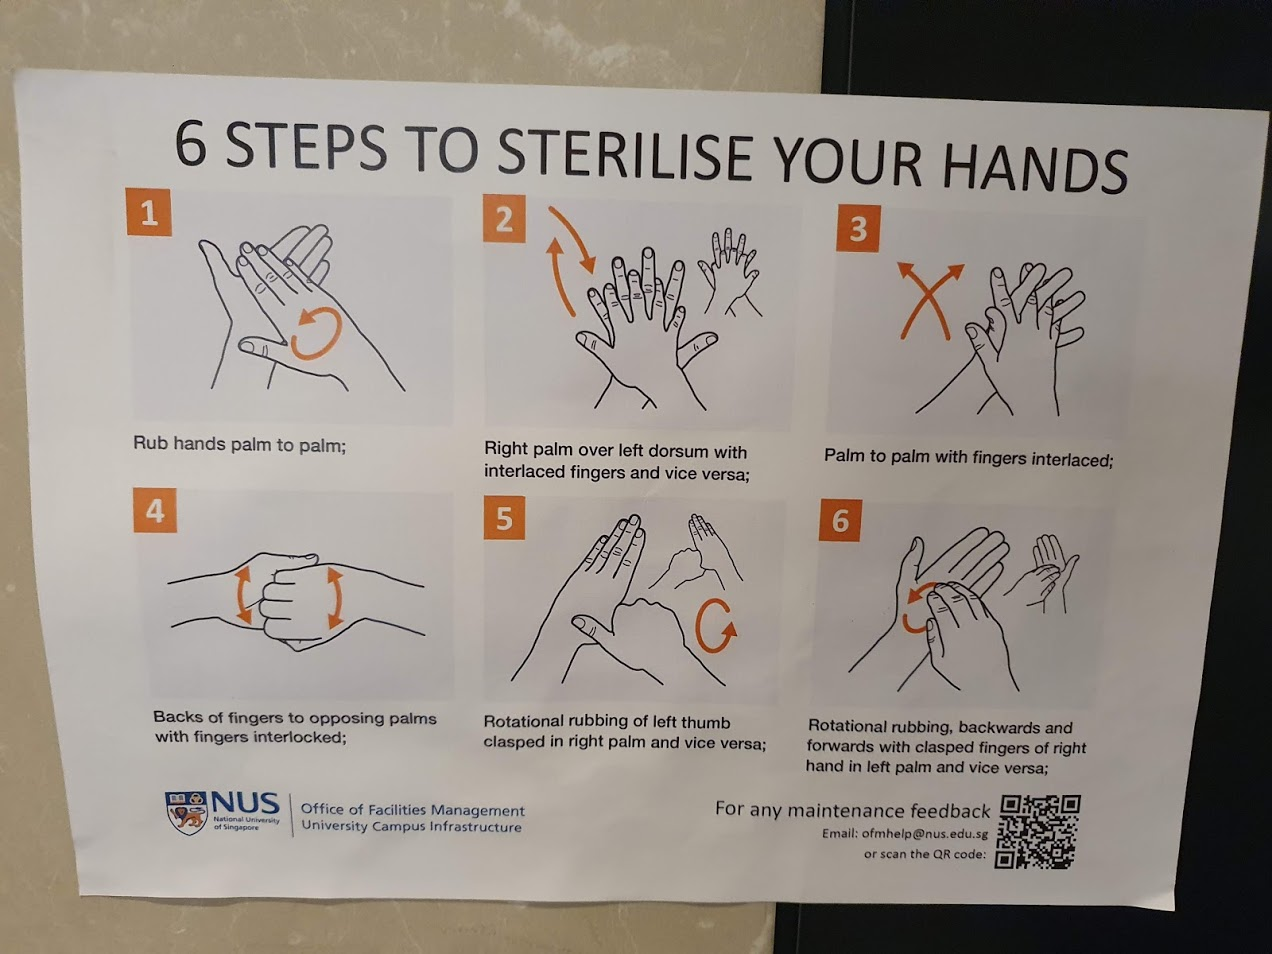 6 STEPS TO STERILISE YOUR HANDS
1
Rub hands palm to palm;
2
Right palm over left dorsum with
interlaced fingers and vice versa;
3
Palm to palm with fingers interlaced;
4
Backs of fingers to opposing palms
with fingers interlocked;
5
Rotational rubbing of left thumb
clasped in right palm and vice versa;
6
Rotational rubbing, backwards and
forwards with clasped fingers of right
hand in left palm and vice versa;
NUS
National University
of Singapore
Office of Facilities Management
University Campus Infrastructure
For any maintenance feedback
Email: ofmhelp@nus.edu.sg
or scan the QR code: